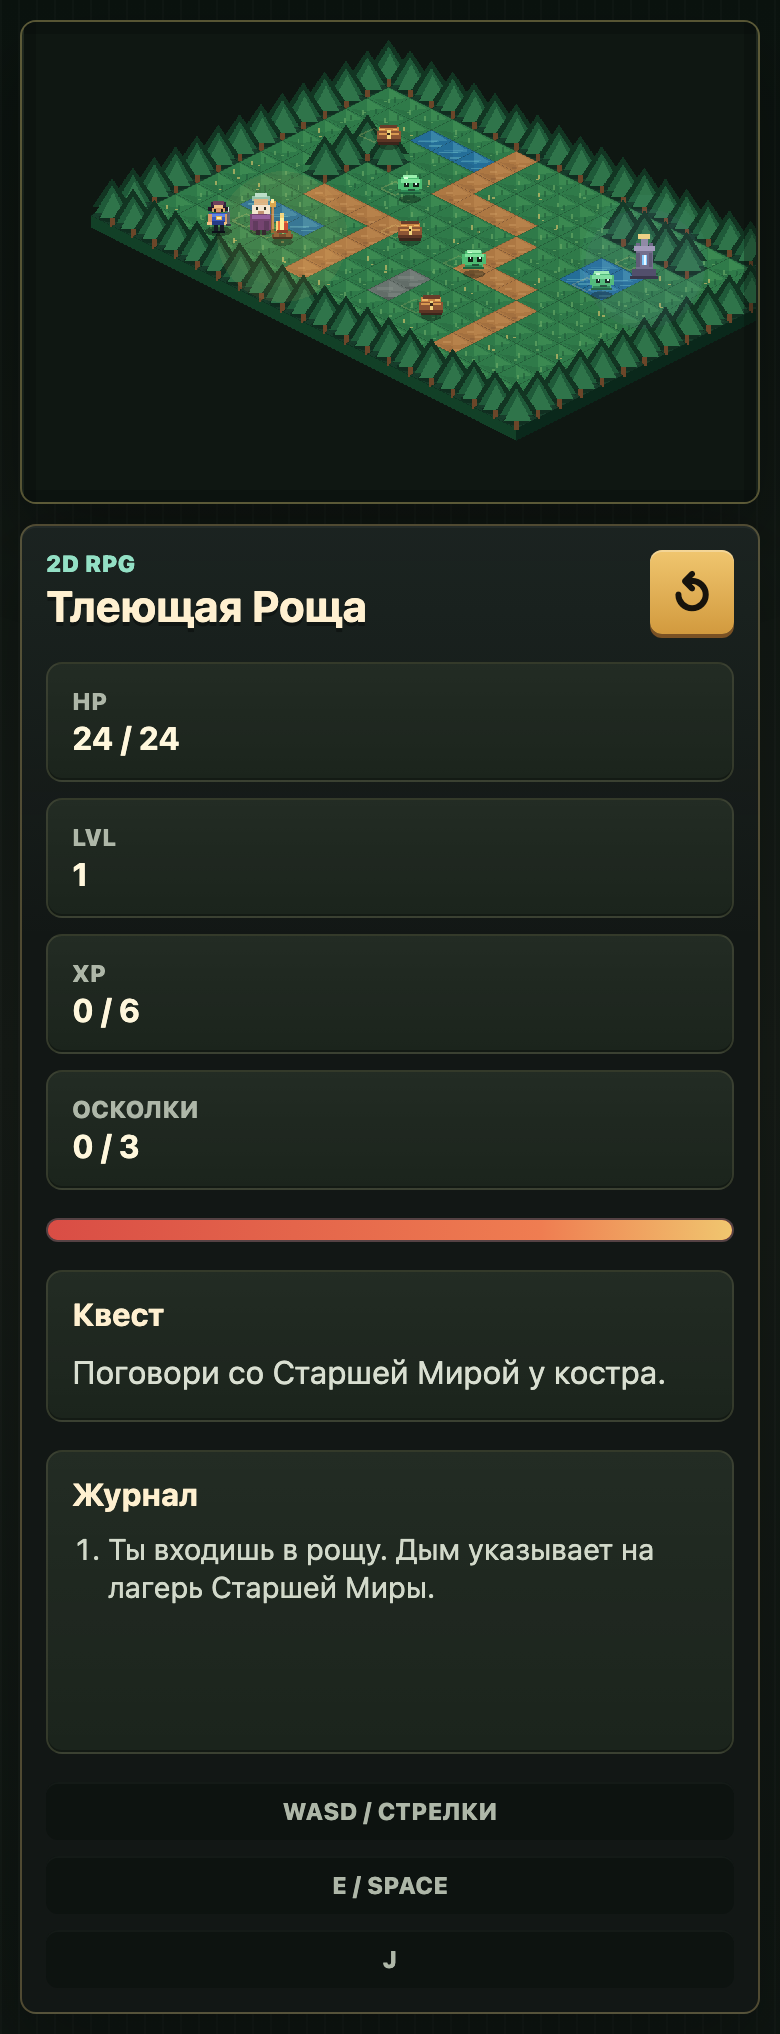 2D RPG
Тлеющая Роща
HP
24 / 24
LVL
1
XP
0 / 6
ОСКОЛКИ
0 / 3
Квест
Поговори со Старшей Мирой у костра.
Журнал
1. Ты входишь в рощу. Дым указывает на
лагерь Старшей Миры.
WASD / СТРЕЛКИ
E / SPACE
J